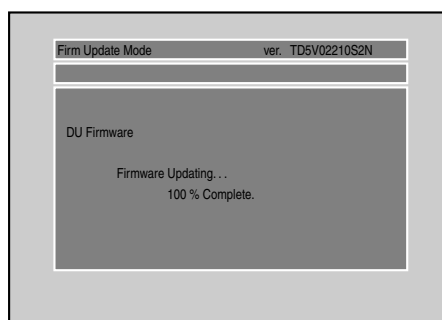 Firm Update Mode ver. TD5V02210S2N
DU Firmware
Firmware Updating. . .
100 % Complete.